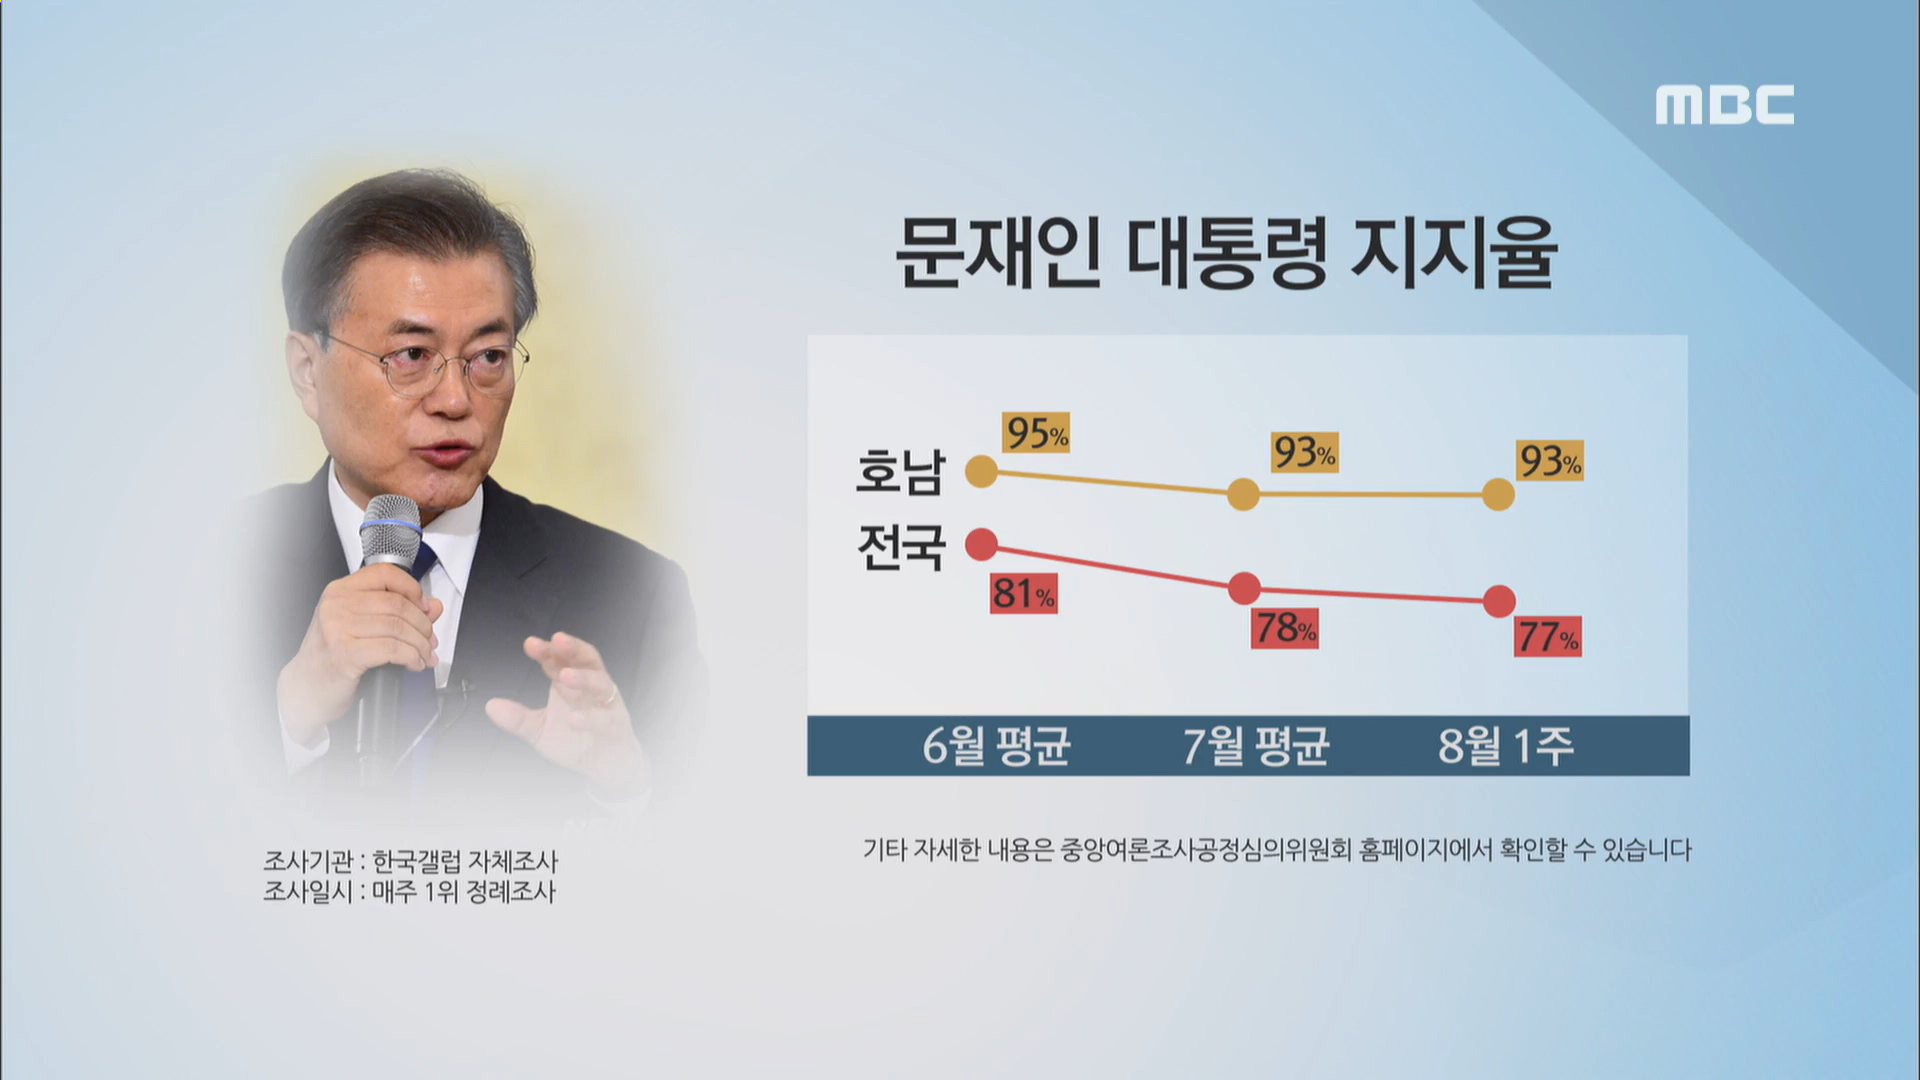 MBC
문재인 대통령 지지율
95%
93%
93%
호남
전국
81%
78%
77%
6월 평균 7월 평균 8월 1주
기타 자세한 내용은 중앙여론조사공정심의위원회 홈페이지에서 확인할 수 있습니다
조사기관 : 한국갤럽 자체조사
조사일시 : 매주 1위 정례조사